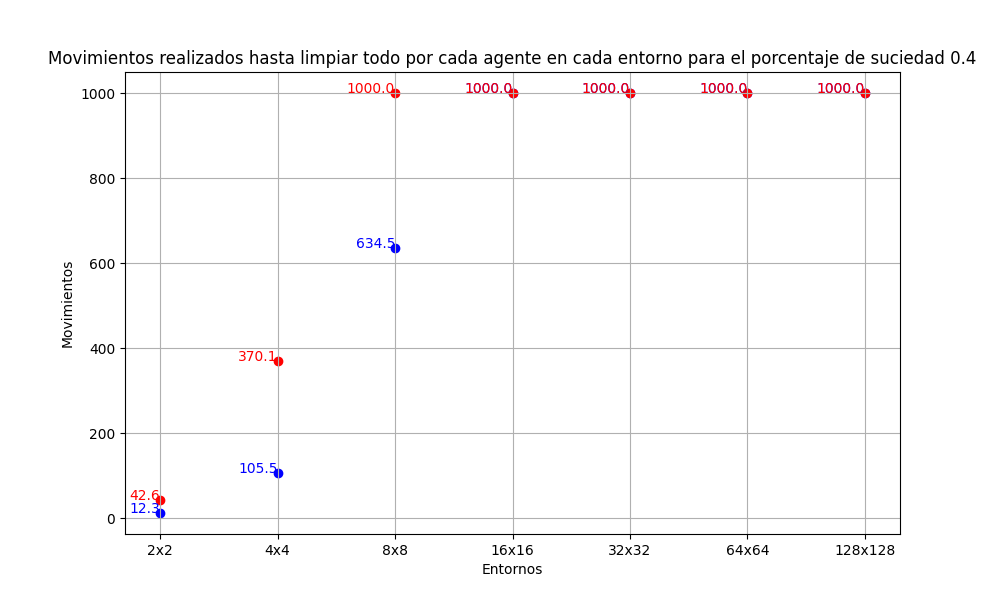 Movimientos realizados hasta limpiar todo por cada agente en cada entorno para el porcentaje de suciedad 0.4
1000
1000.0
1000.0
1000.0
1000.0
1000.0
800
634.5
600
Movimientos
400
370.1
200
105.5
42.6
12.3
0
2x2
4x4
8x8
16x16
32x32
64x64
128x128
Entornos